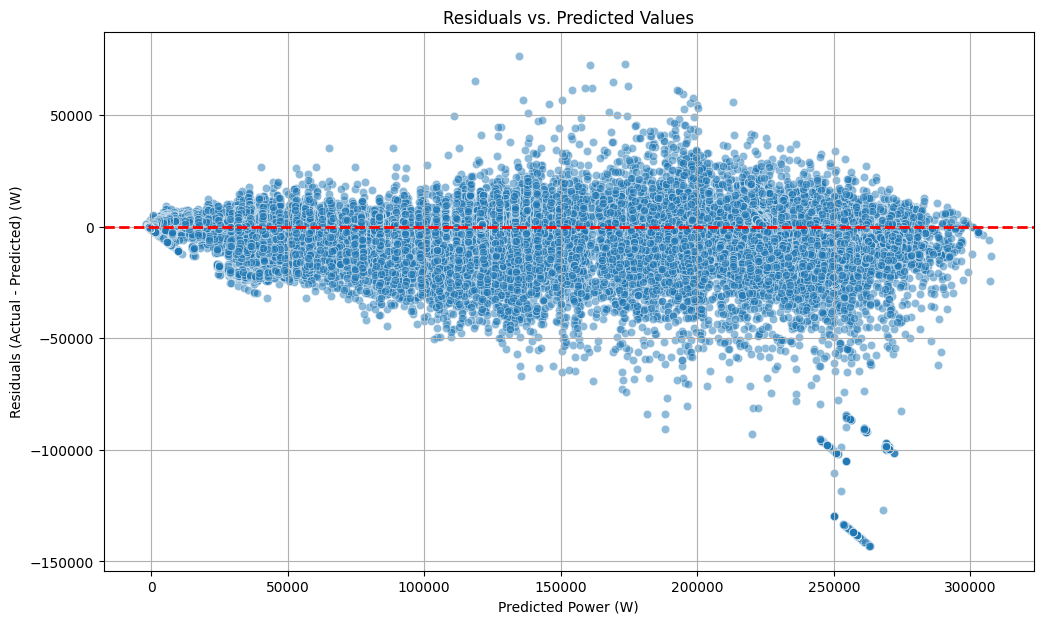 Residuals vs. Predicted Values
Residuals (Actual - Predicted) (W)
50000
0
−50000
−100000
−150000
0 50000 100000 150000 200000 250000 300000
Predicted Power (W)